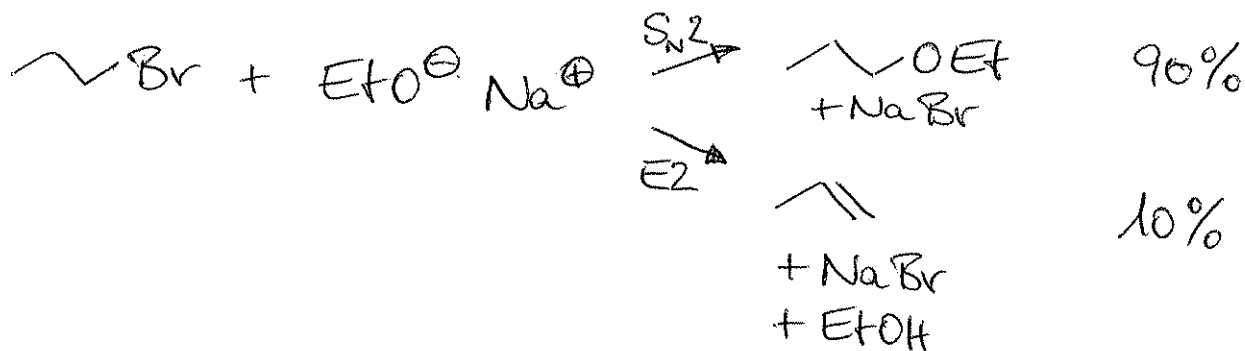 Br + EtO⊖ Na⊕
SN2
OEt 90%
+ NaBr
E2
10%
+ NaBr
+ EtOH